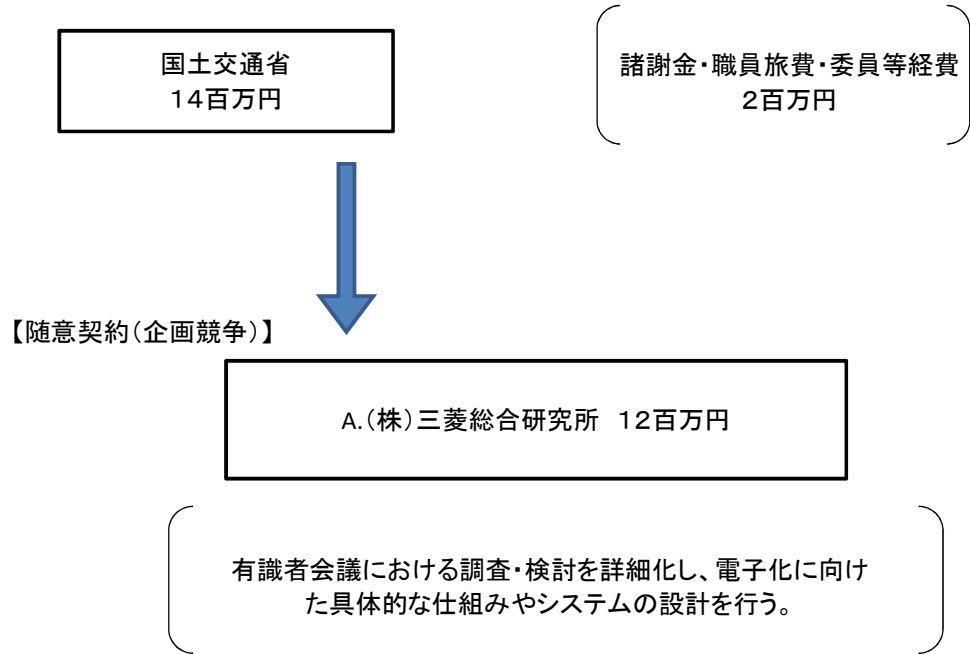 国土交通省
14百万円
諸謝金・職員旅費・委員等経費
2百万円
【随意契約（企画競争）】
A.（株）三菱総合研究所　12百万円
有識者会議における調査・検討を詳細化し、電子化に向け
た具体的な仕組みやシステムの設計を行う。